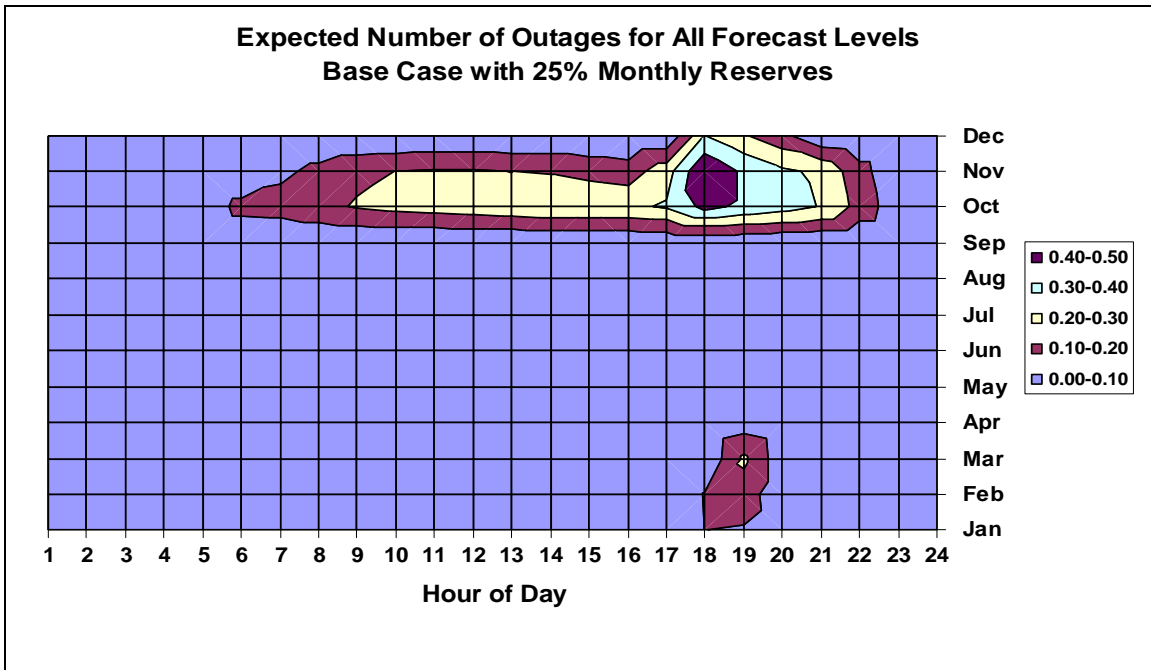 Expected Number of Outages for All Forecast Levels
Base Case with 25% Monthly Reserves
Dec
Nov
Oct
Sep
Aug
Jul
Jun
May
Apr
Mar
Feb
Jan
0.40-0.50
0.30-0.40
0.20-0.30
0.10-0.20
0.00-0.10
1 2 3 4 5 6 7 8 9 10 11 12 13 14 15 16 17 18 19 20 21 22 23 24
Hour of Day